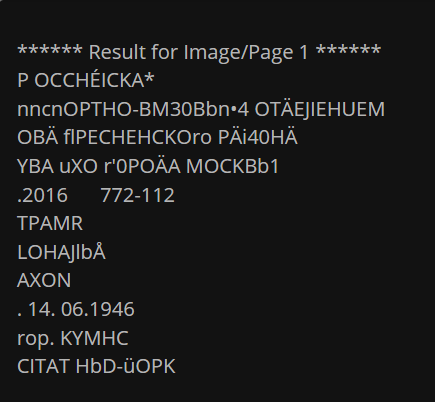 ****** Result for Image/Page 1 ******
P OCCHÉICKA*
nncnOPTHO-BM30Bbn•4 OTÄEJIEHUEM
OBÄ flPECHEHCKOro PÄi40HÄ
YBA uXO r'0POÄA MOCKBb1
.2016 772-112
TPAMR
LOHAJlbÅ
AXON
. 14. 06.1946
rop. KYMHC
CITAT HbD-üOPK